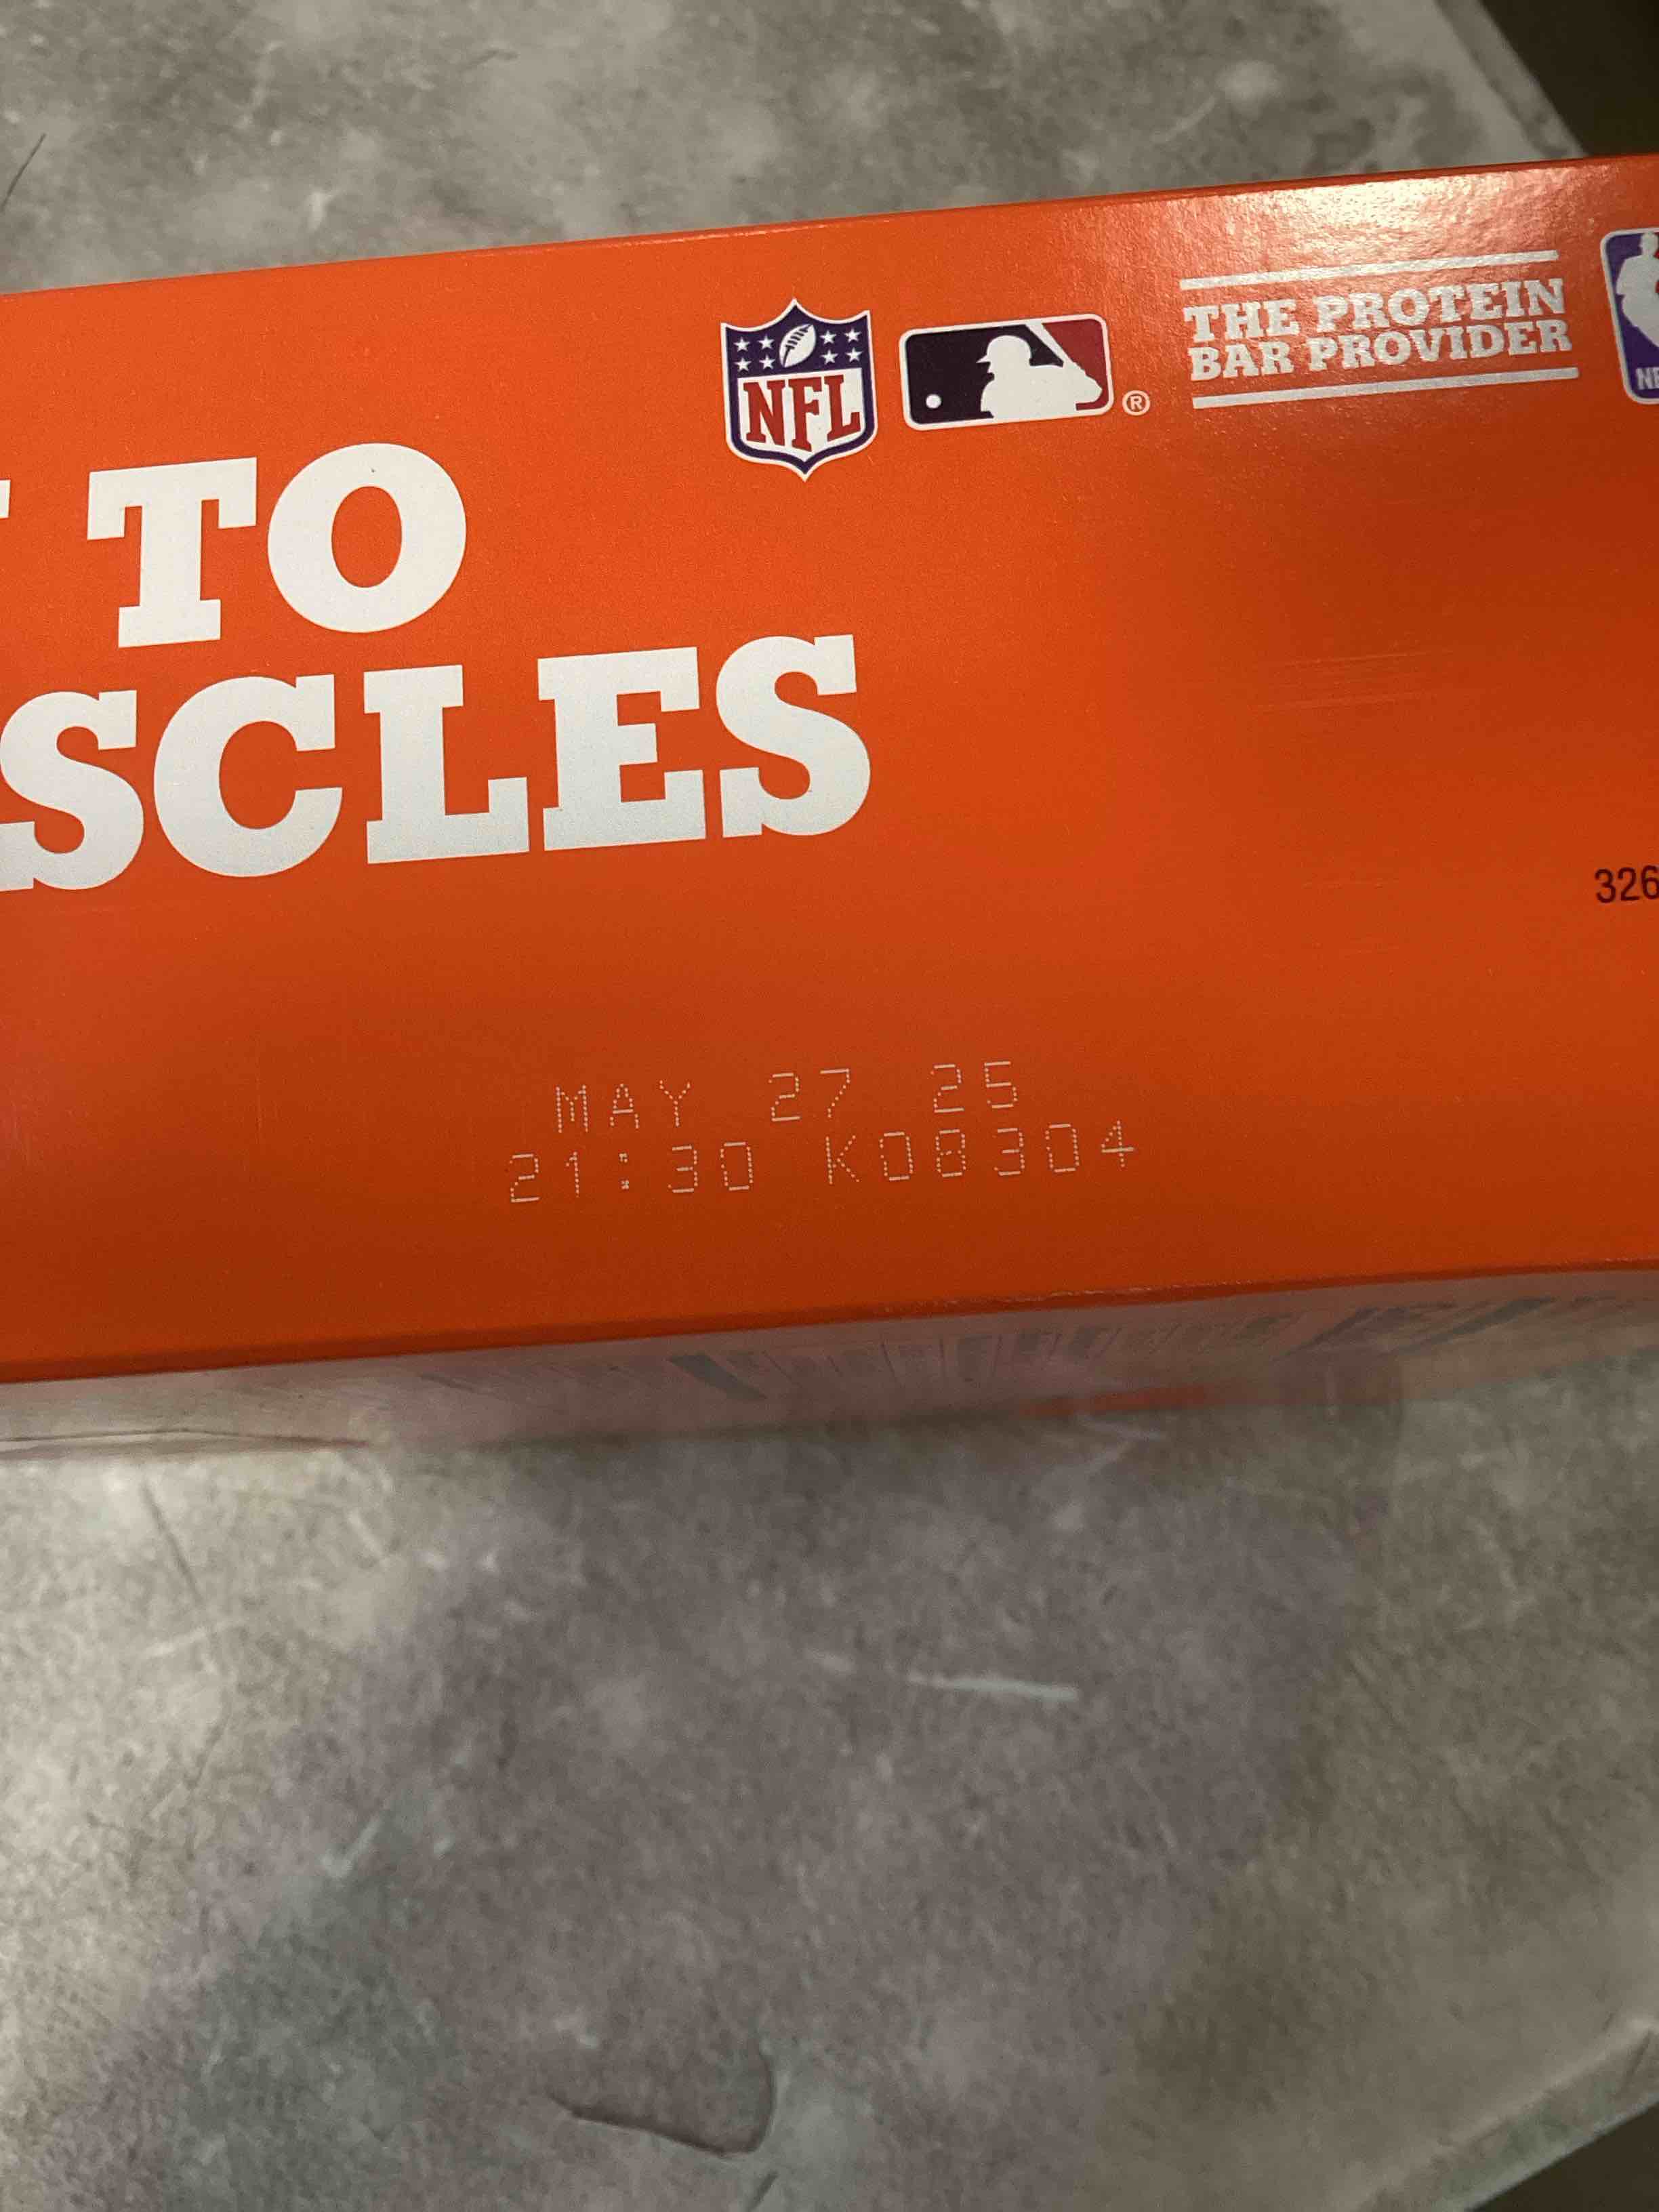 NFL
®
THE PROTEIN
BAR PROVIDER
TO
SCLES
326
MAY 27 25
21:30 K08304